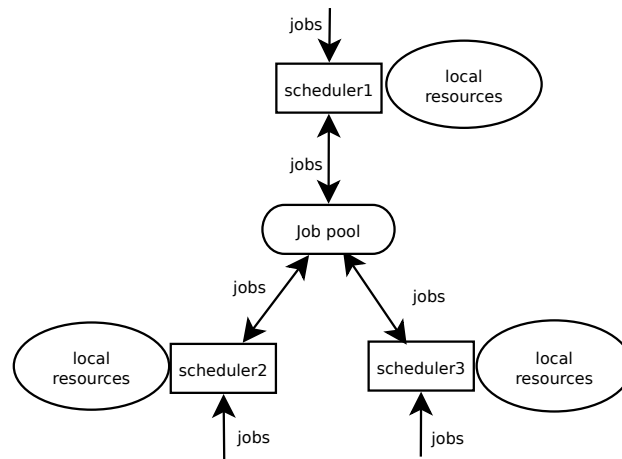 jobs
scheduler1
local
resources
jobs
Job pool
jobs
jobs
local
resources
scheduler2
scheduler3
local
resources
jobs
jobs